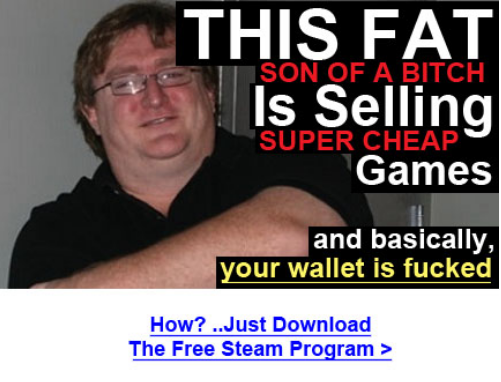 THIS FAT
SON OF A BITCH
Is Selling
SUPER CHEAP
Games
and basically,
your wallet is fucked
How? ..Just Download
The Free Steam Program >